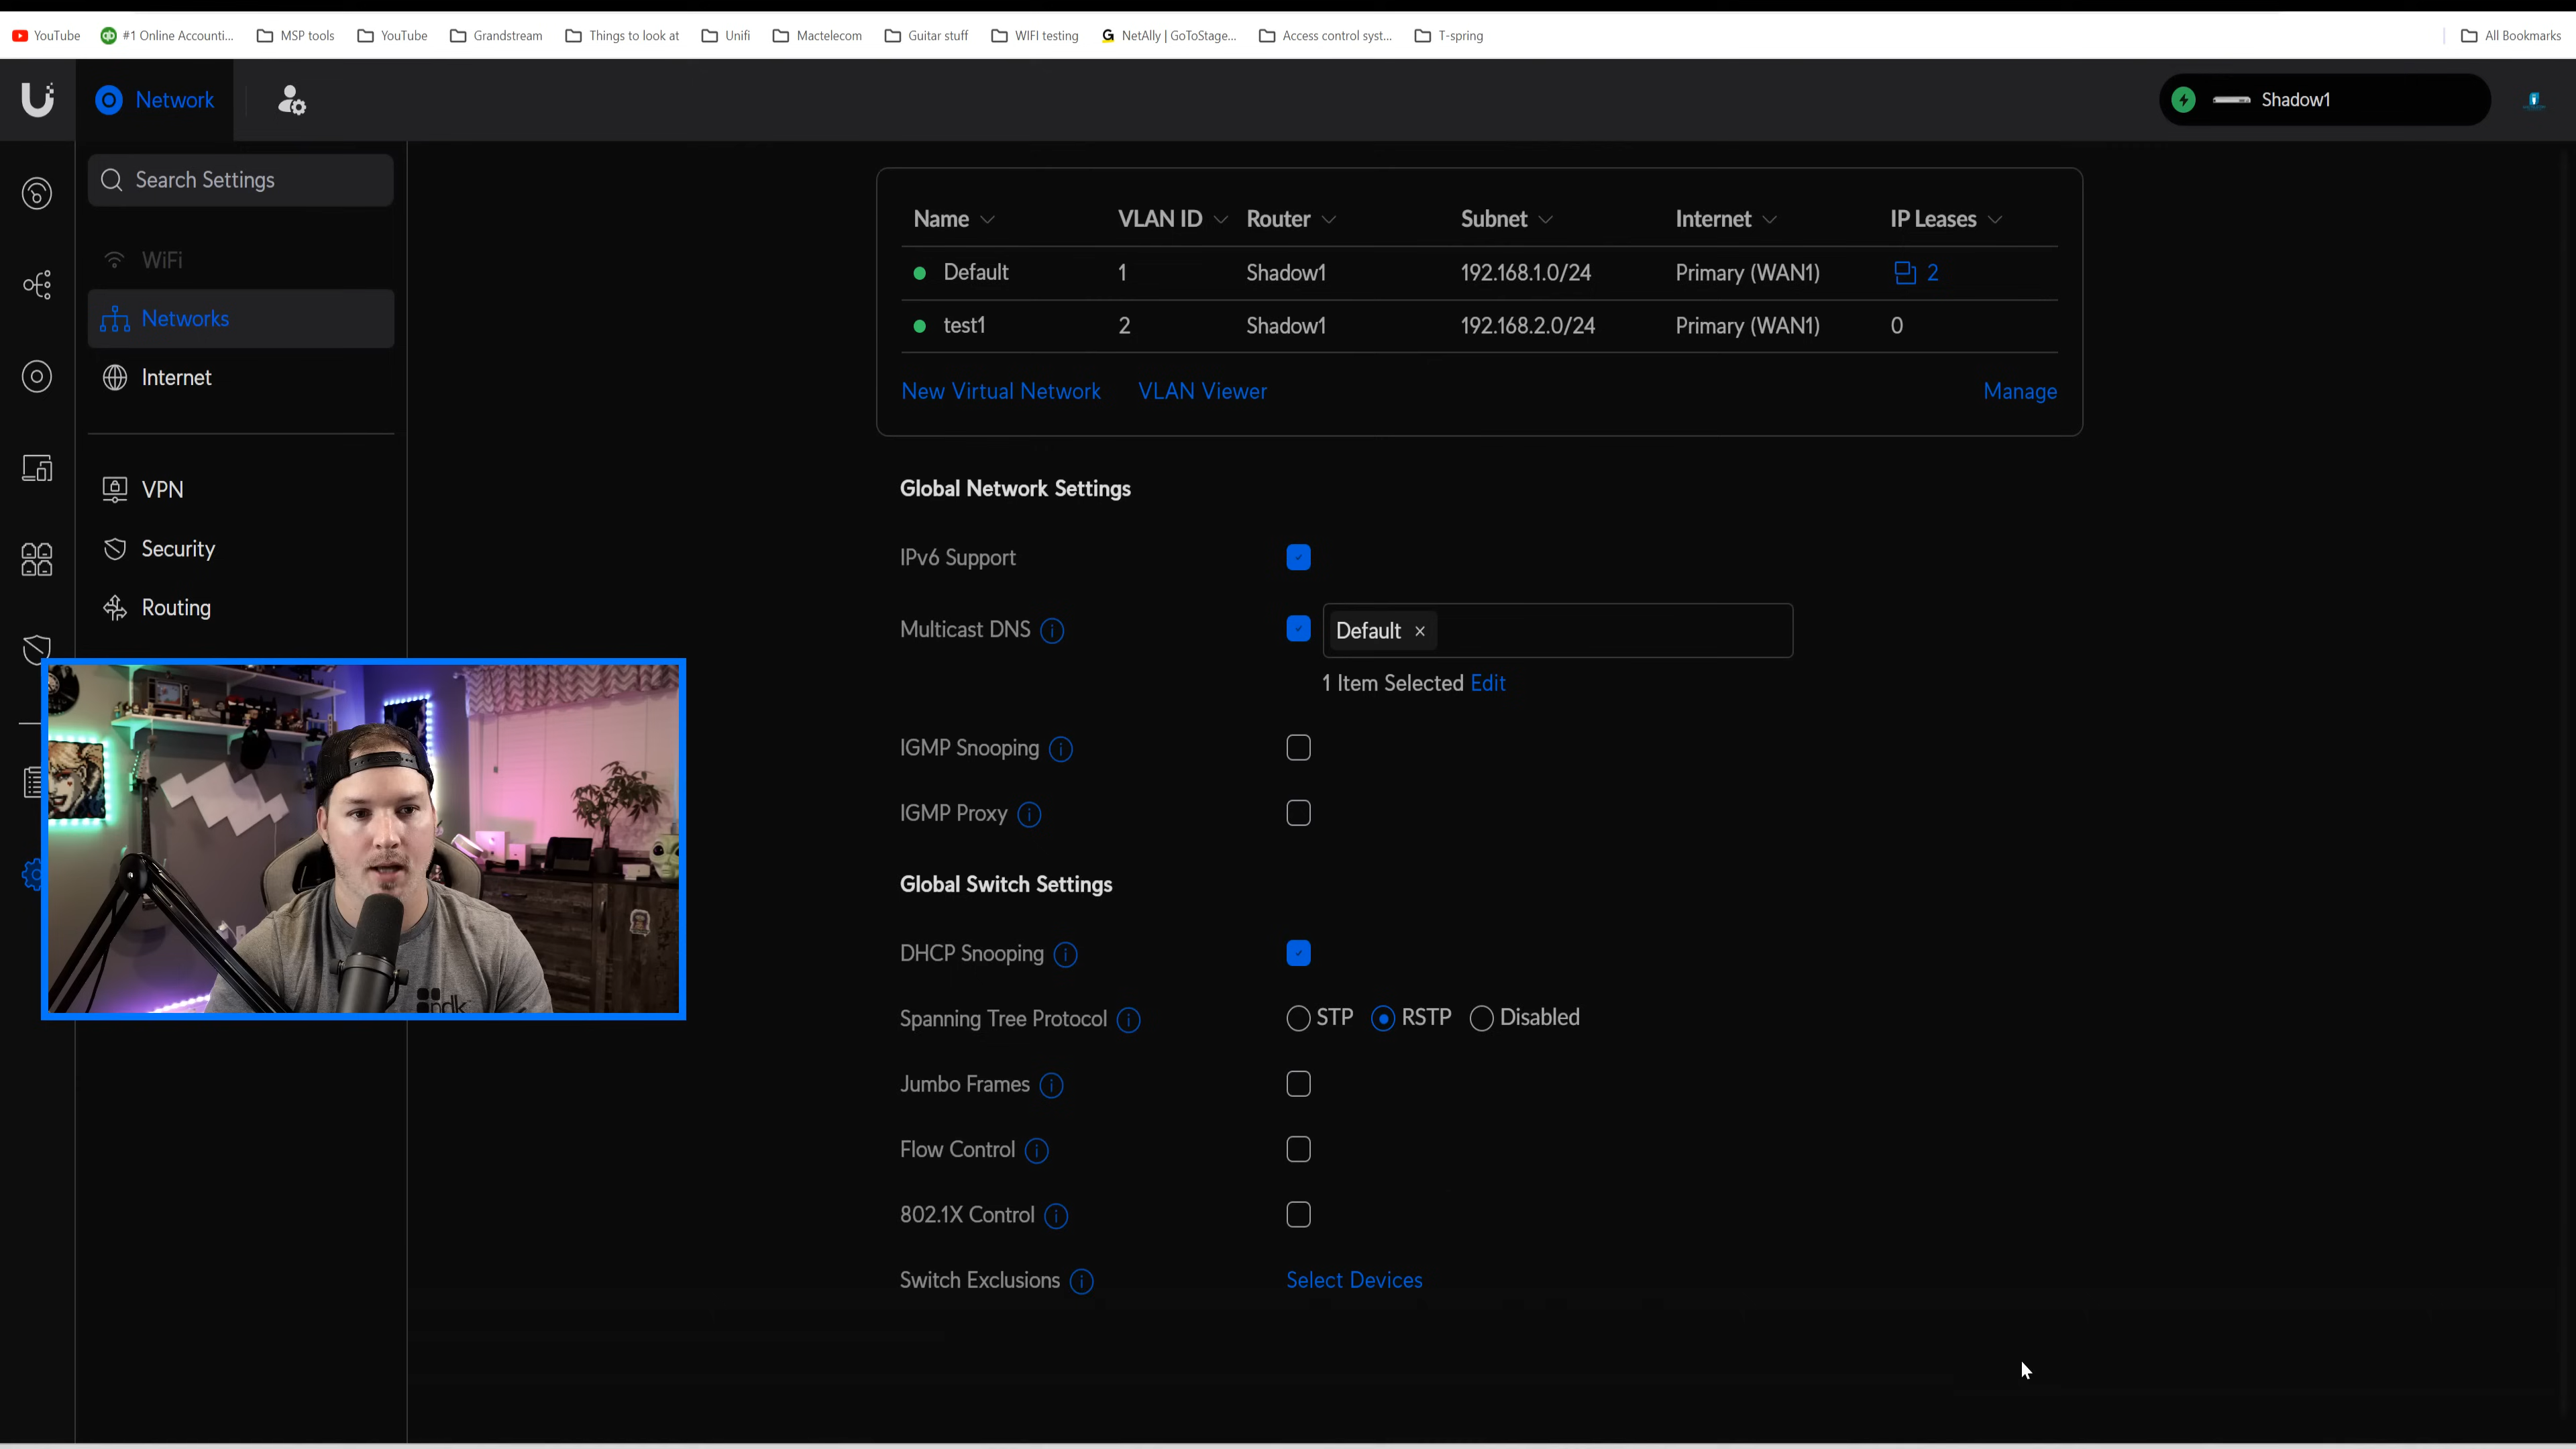 YouTube #1 Online Accounti... MSP tools YouTube Grandstream Things to look at Unifi Mactelecom Guitar stuff WIFI testing NetAlly | GoToStage... Access control syst... T-spring All Bookmarks
Network Shadow1
Search Settings
WiFi
Networks
Internet
VPN
Security
Routing
Name VLAN ID Router Subnet Internet IP Leases
Default 1 Shadow1 192.168.1.0/24 Primary (WAN1) 2
test1 2 Shadow1 192.168.2.0/24 Primary (WAN1) 0
New Virtual Network VLAN Viewer Manage
Global Network Settings
IPv6 Support
Multicast DNS Default ×
1 Item Selected Edit
IGMP Snooping
IGMP Proxy
Global Switch Settings
DHCP Snooping
Spanning Tree Protocol STP RSTP Disabled
Jumbo Frames
Flow Control
802.1X Control
Switch Exclusions Select Devices
ndk